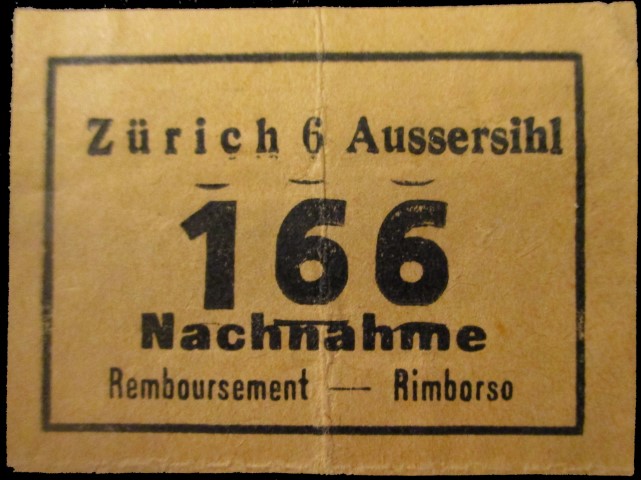 Zürich 6 Aussersihl
166
Nachnahme
Remboursement — Rimborso